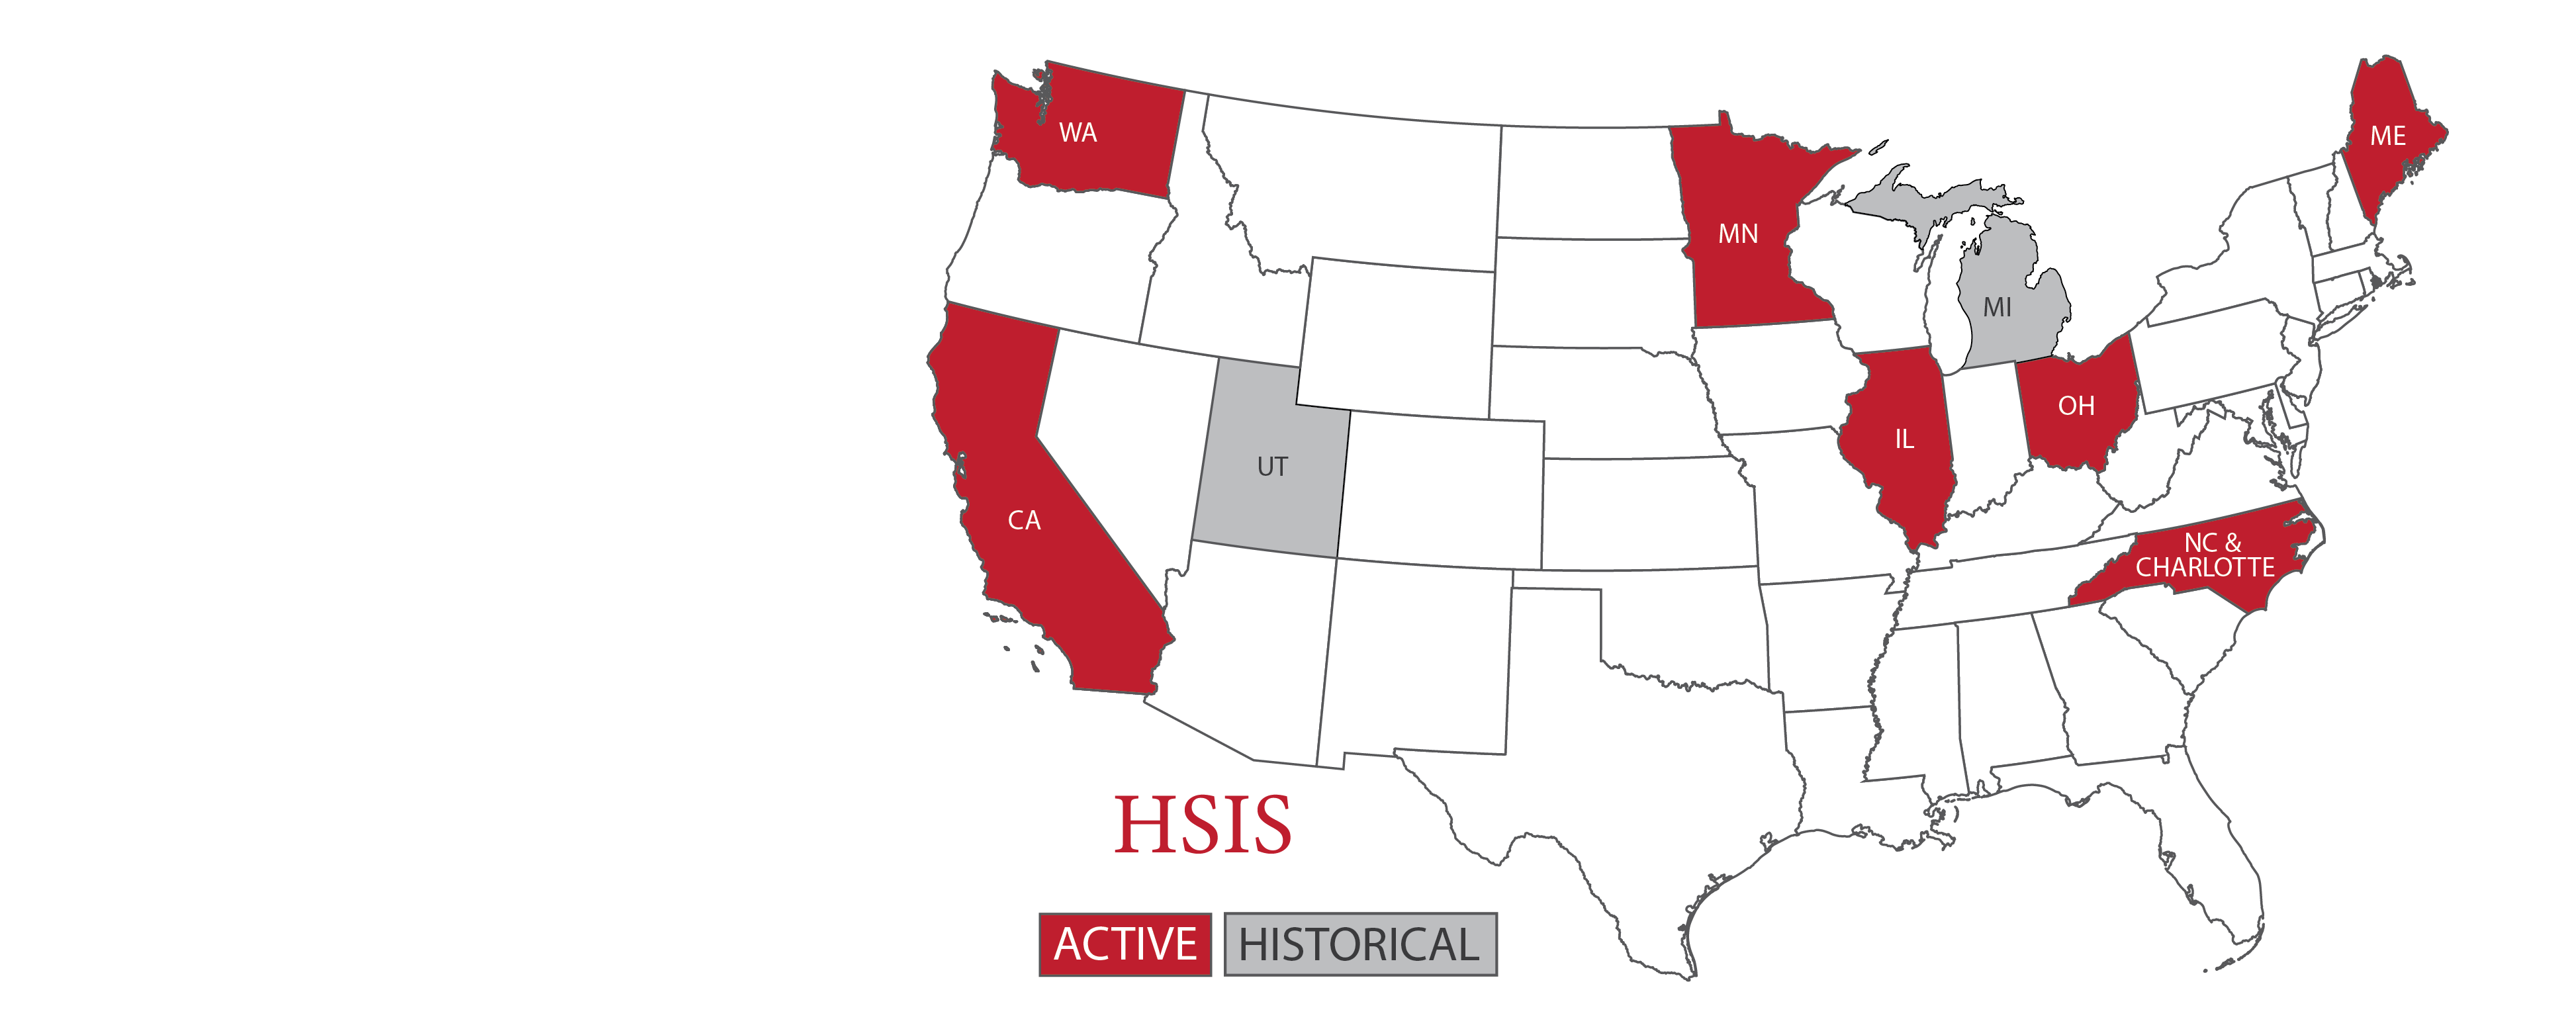 WA
ME
MN
MI
OH
IL
UT
CA
NC &
CHARLOTTE
HSIS
ACTIVE
HISTORICAL